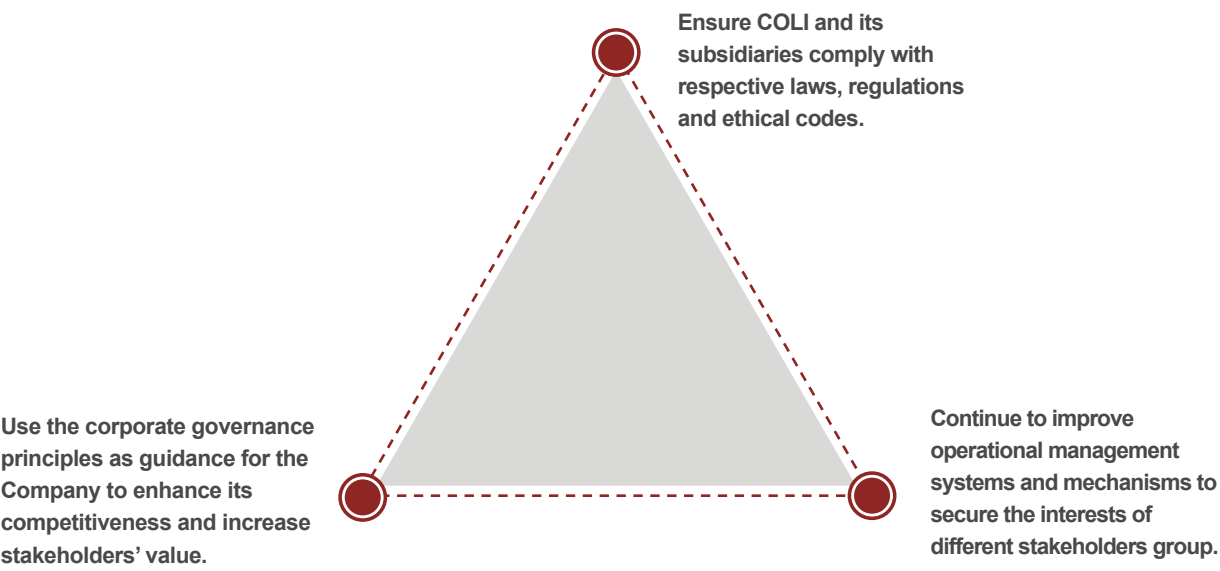 Ensure COLI and its
subsidiaries comply with
respective laws, regulations
and ethical codes.
Use the corporate governance
principles as guidance for the
Company to enhance its
competitiveness and increase
stakeholders’ value.
Continue to improve
operational management
systems and mechanisms to
secure the interests of
different stakeholders group.